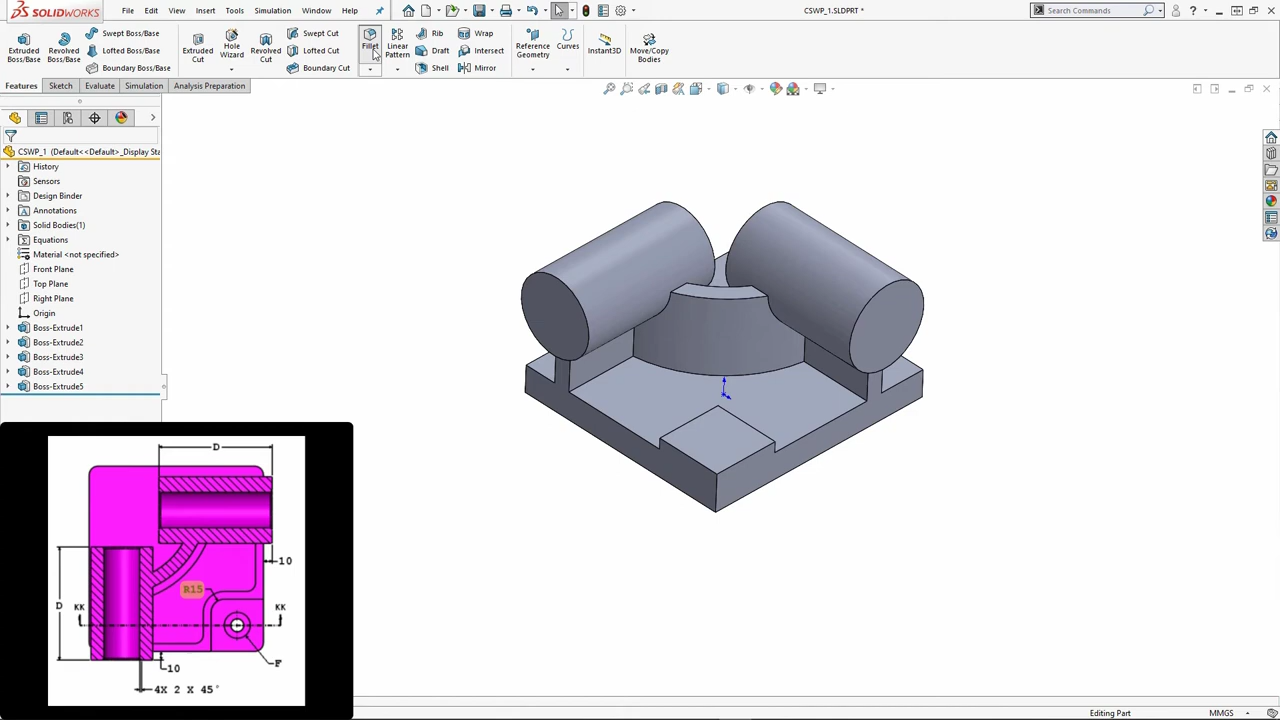 SOLIDWORKS
File Edit View Insert Tools Simulation Window Help
CSWP_1.SLDPRT *
Search Commands
Extruded Boss/Base
Revolved Boss/Base
Swept Boss/Base
Lofted Boss/Base
Boundary Boss/Base
Extruded Cut
Hole Wizard
Revolved Cut
Swept Cut
Lofted Cut
Boundary Cut
Fillet
Linear Pattern
Rib
Draft
Shell
Wrap
Intersect
Mirror
Reference Geometry
Curves
Instant3D
Move/Copy Bodies
Features Sketch Evaluate Simulation Analysis Preparation
CSWP_1 (Default<<Default>_Display Sta
History
Sensors
Design Binder
Annotations
Solid Bodies(1)
Equations
Material <not specified>
Front Plane
Top Plane
Right Plane
Origin
Boss-Extrude1
Boss-Extrude2
Boss-Extrude3
Boss-Extrude4
Boss-Extrude5
D
10
R15
D
KK
KK
F
10
4X 2 X 45°
Editing Part
MMGS